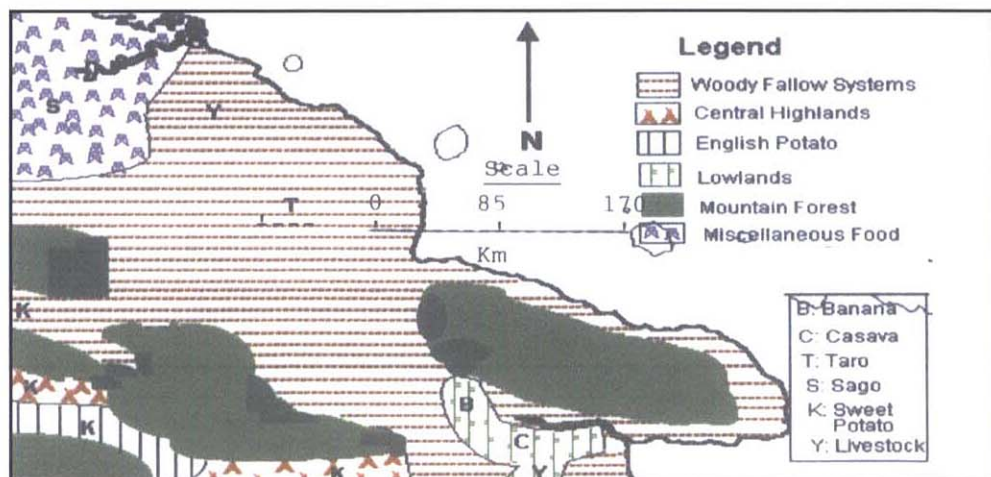 Legend
Woody Fallow Systems
Central Highlands
English Potato
Lowlands
Mountain Forest
Miscellaneous Food
N
Scale
0 85 170
Km
S
Y
T
K
K
K
K
B
C
Y
B: Banana
C: Casava
T: Taro
S: Sago
K: Sweet
Potato
Y: Livestock